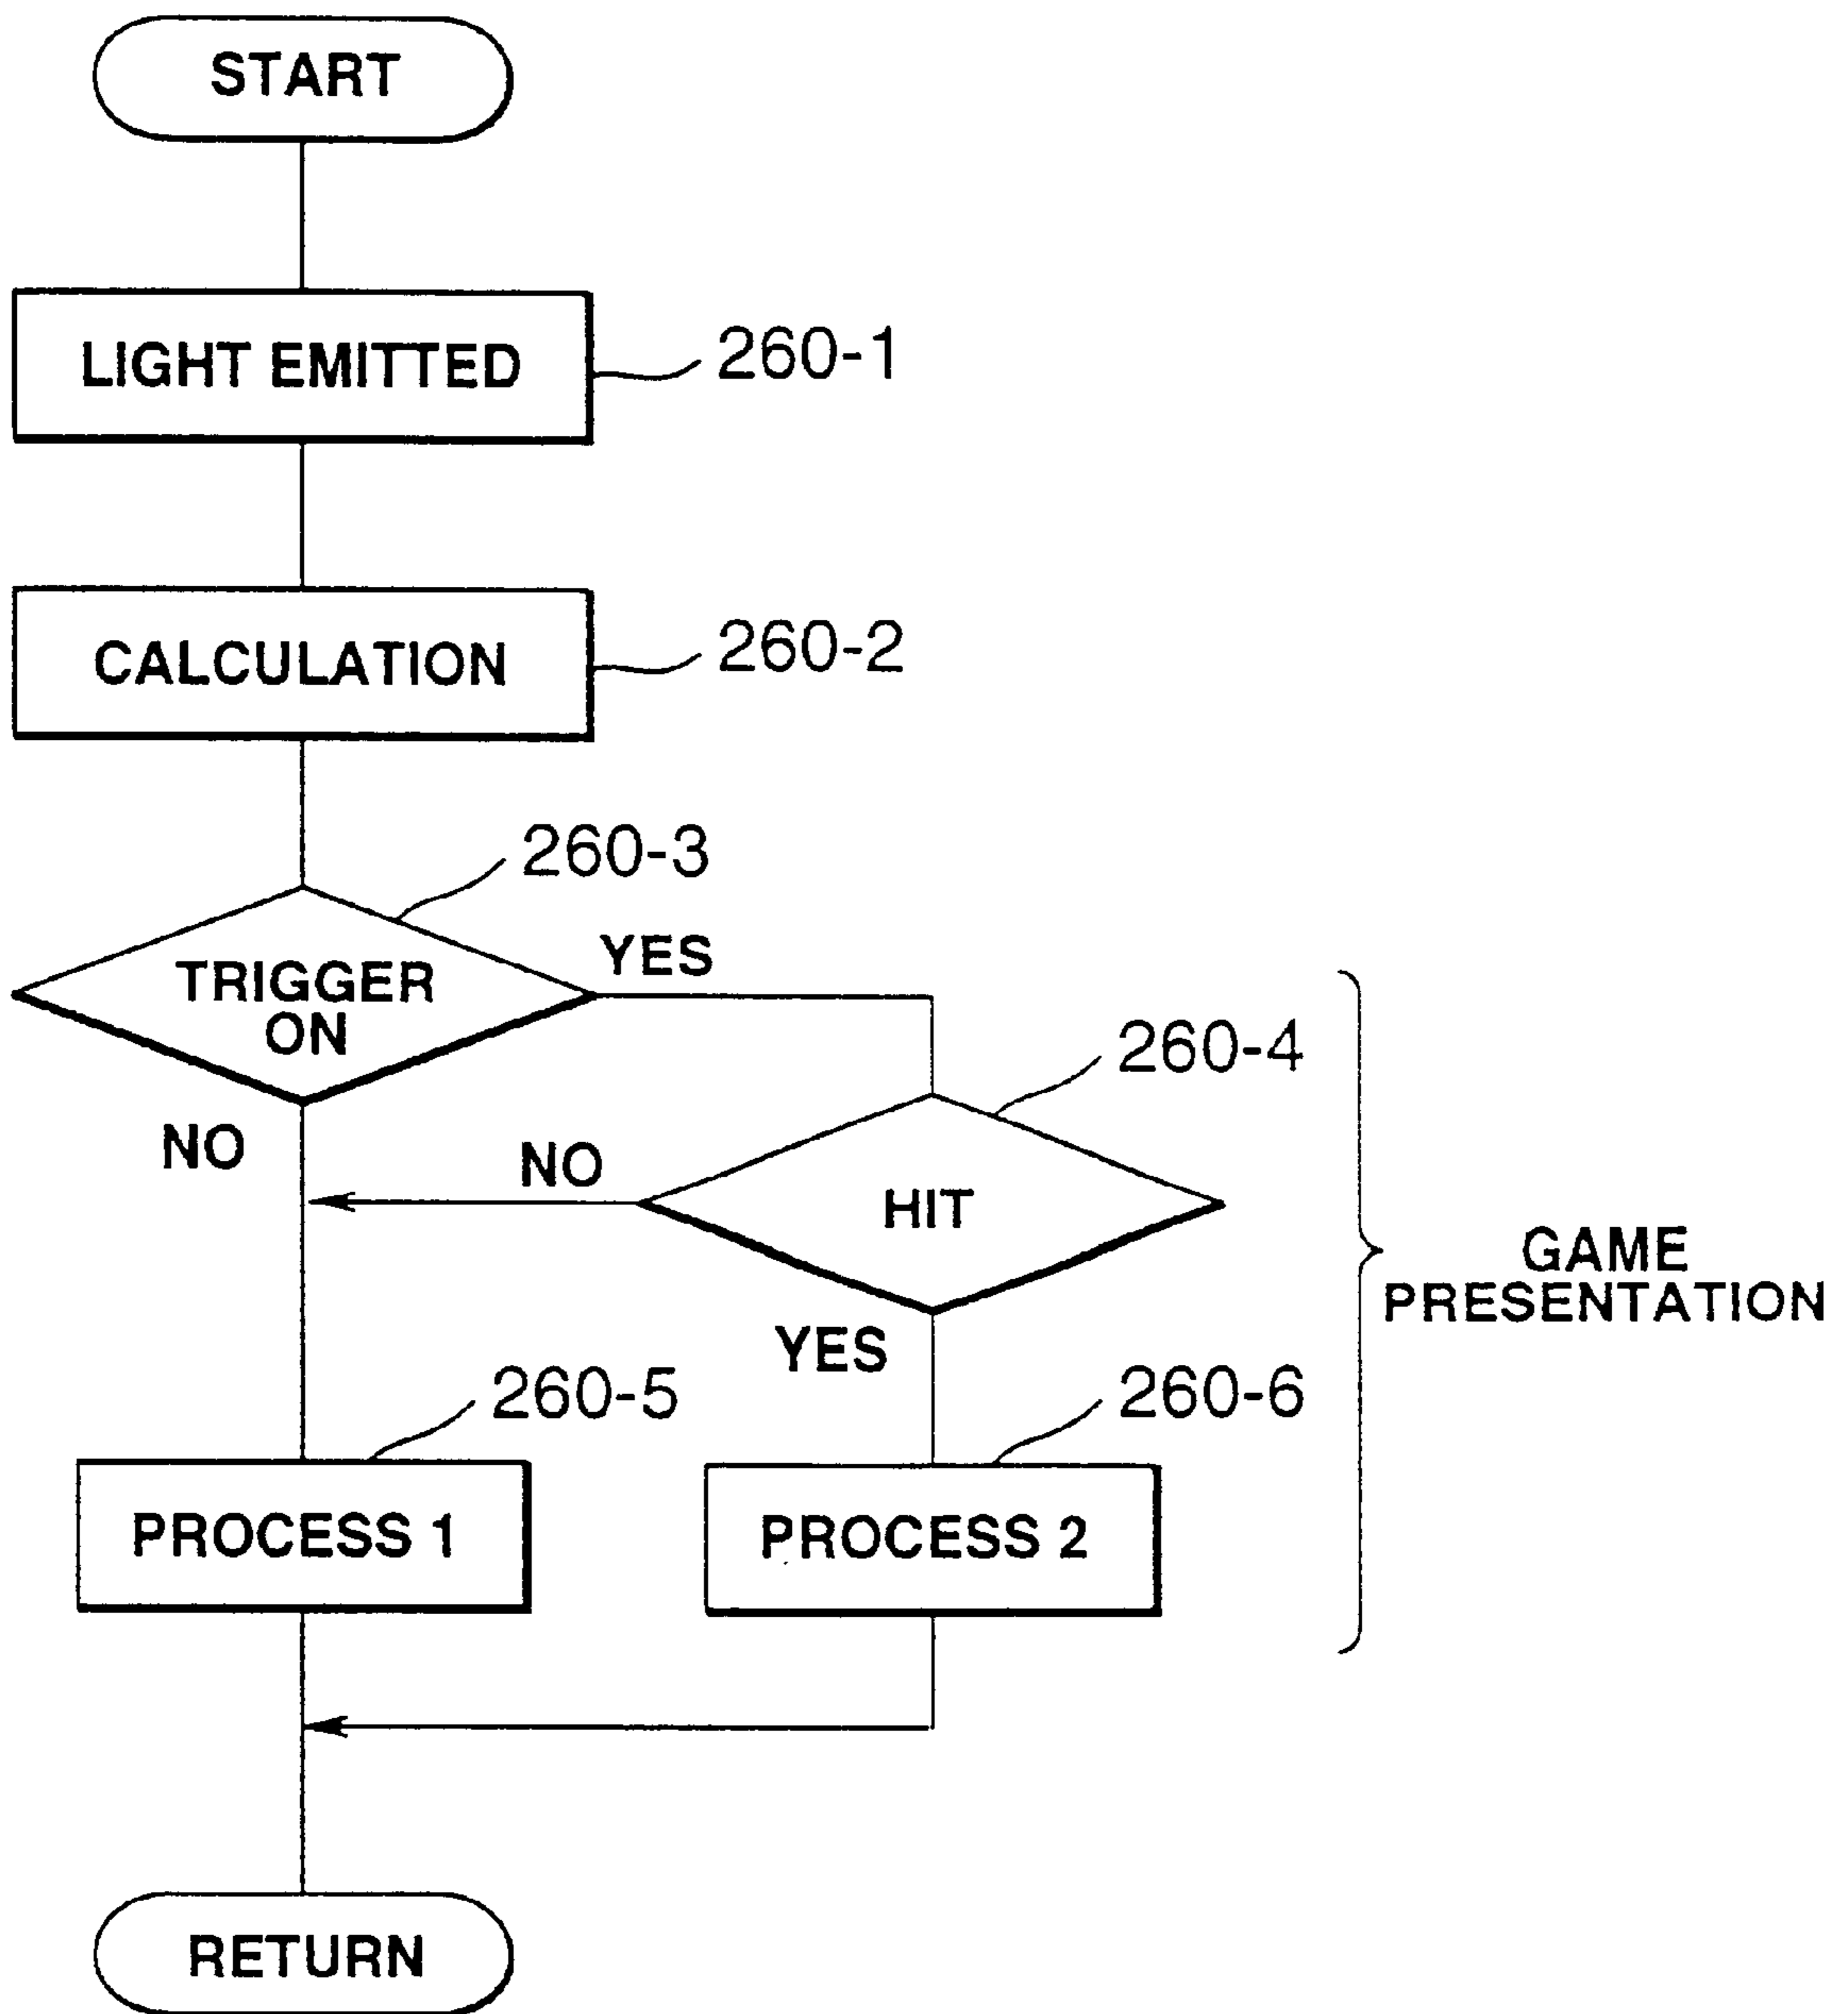 START
LIGHT EMITTED
260-1
CALCULATION
260-2
260-3
TRIGGER
ON
YES
NO
260-4
HIT
NO
YES
GAME
PRESENTATION
260-5
PROCESS 1
260-6
PROCESS 2
RETURN